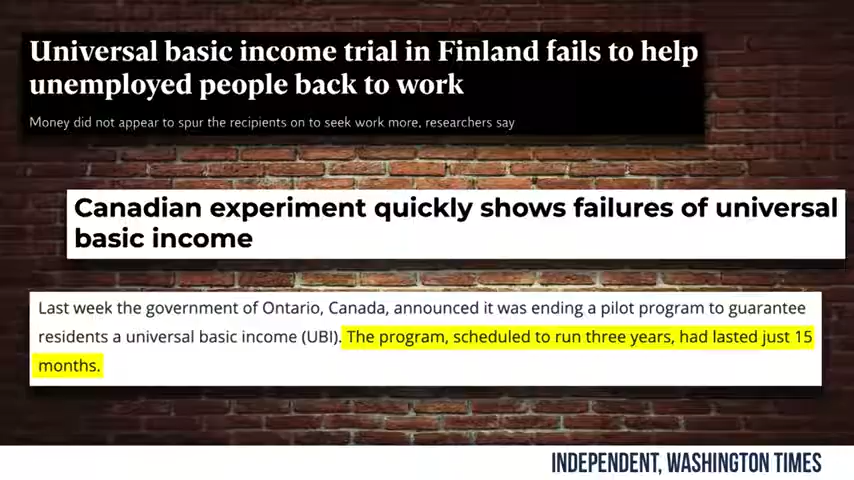 Universal basic income trial in Finland fails to help
unemployed people back to work
Money did not appear to spur the recipients on to seek work more, researchers say
Canadian experiment quickly shows failures of universal
basic income
Last week the government of Ontario, Canada, announced it was ending a pilot program to guarantee
residents a universal basic income (UBI). The program, scheduled to run three years, had lasted just 15
months.
INDEPENDENT, WASHINGTON TIMES